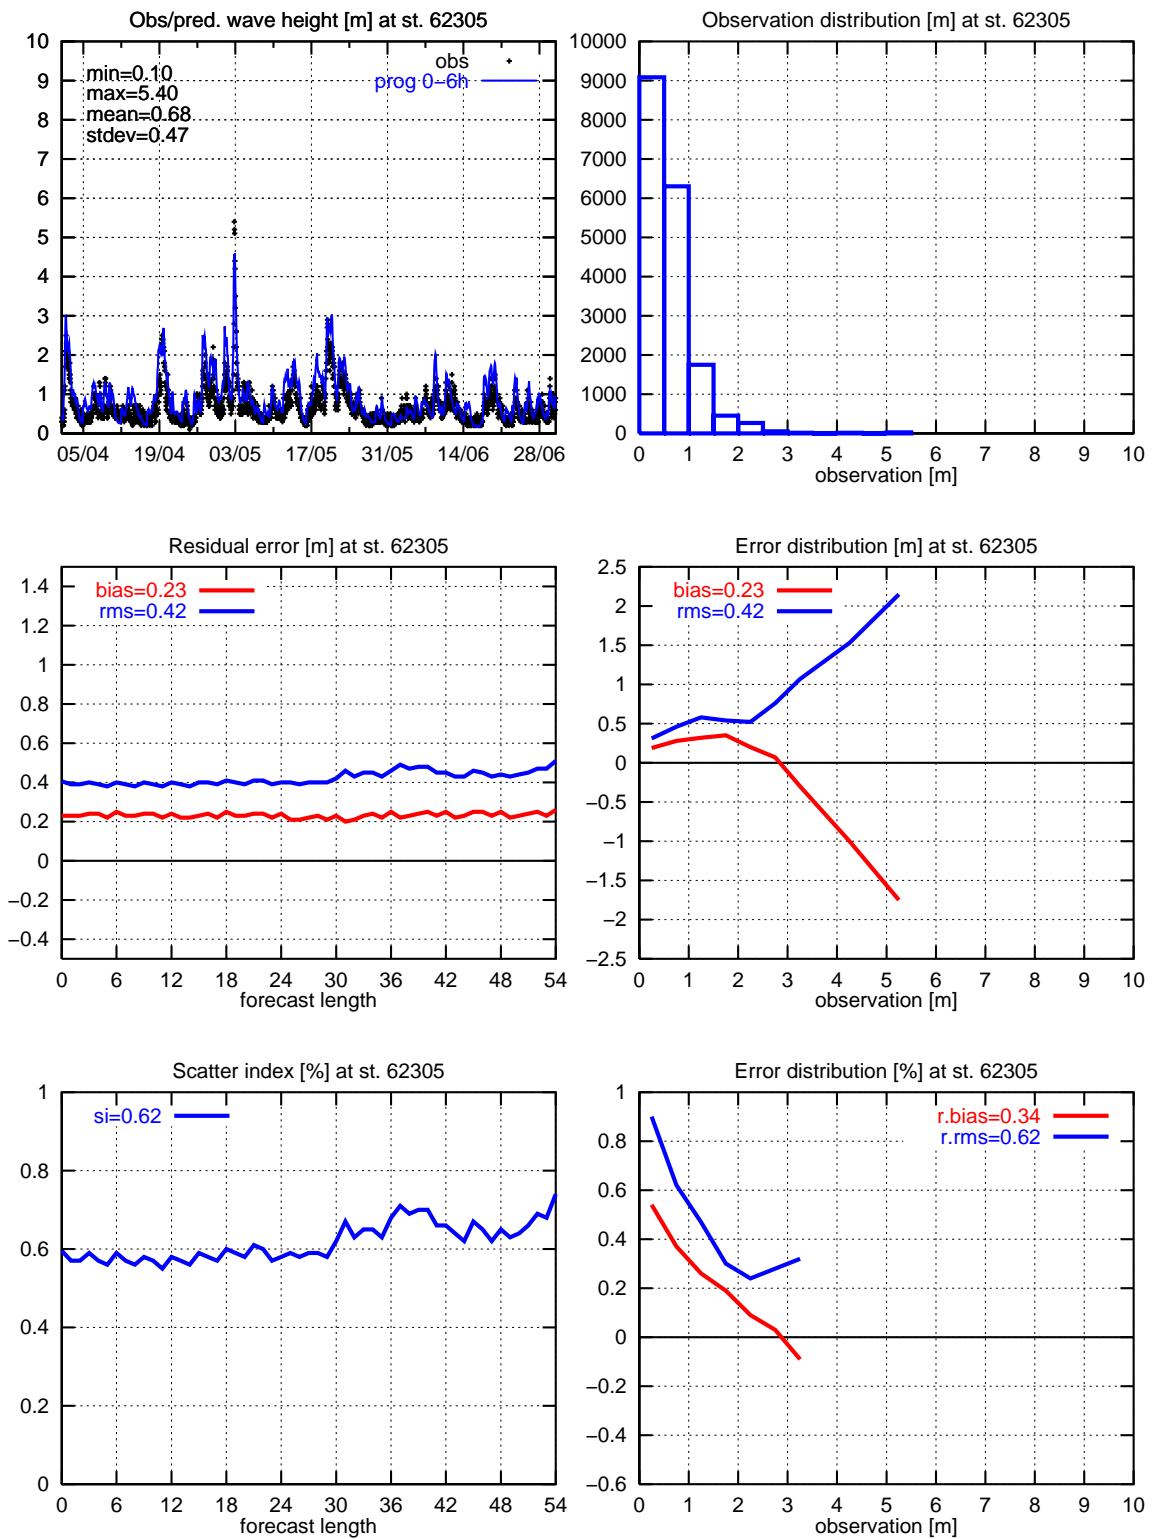 Obs/pred. wave height [m] at st. 62305
10
9
8
7
6
5
4
3
2
1
0
min=0.10
max=5.40
mean=0.68
stdev=0.47
obs
prog 0−6h
05/04 19/04 03/05 17/05 31/05 14/06 28/06
Observation distribution [m] at st. 62305
10000
9000
8000
7000
6000
5000
4000
3000
2000
1000
0
0 1 2 3 4 5 6 7 8 9 10
observation [m]
Residual error [m] at st. 62305
1.4
1.2
1
0.8
0.6
0.4
0.2
0
−0.2
−0.4
bias=0.23
rms=0.42
0 6 12 18 24 30 36 42 48 54
forecast length
Error distribution [m] at st. 62305
2.5
2
1.5
1
0.5
0
−0.5
−1
−1.5
−2
−2.5
bias=0.23
rms=0.42
0 1 2 3 4 5 6 7 8 9 10
observation [m]
Scatter index [%] at st. 62305
1
0.8
0.6
0.4
0.2
0
si=0.62
0 6 12 18 24 30 36 42 48 54
forecast length
Error distribution [%] at st. 62305
1
0.8
0.6
0.4
0.2
0
−0.2
−0.4
−0.6
r.bias=0.34
r.rms=0.62
0 1 2 3 4 5 6 7 8 9 10
observation [m]